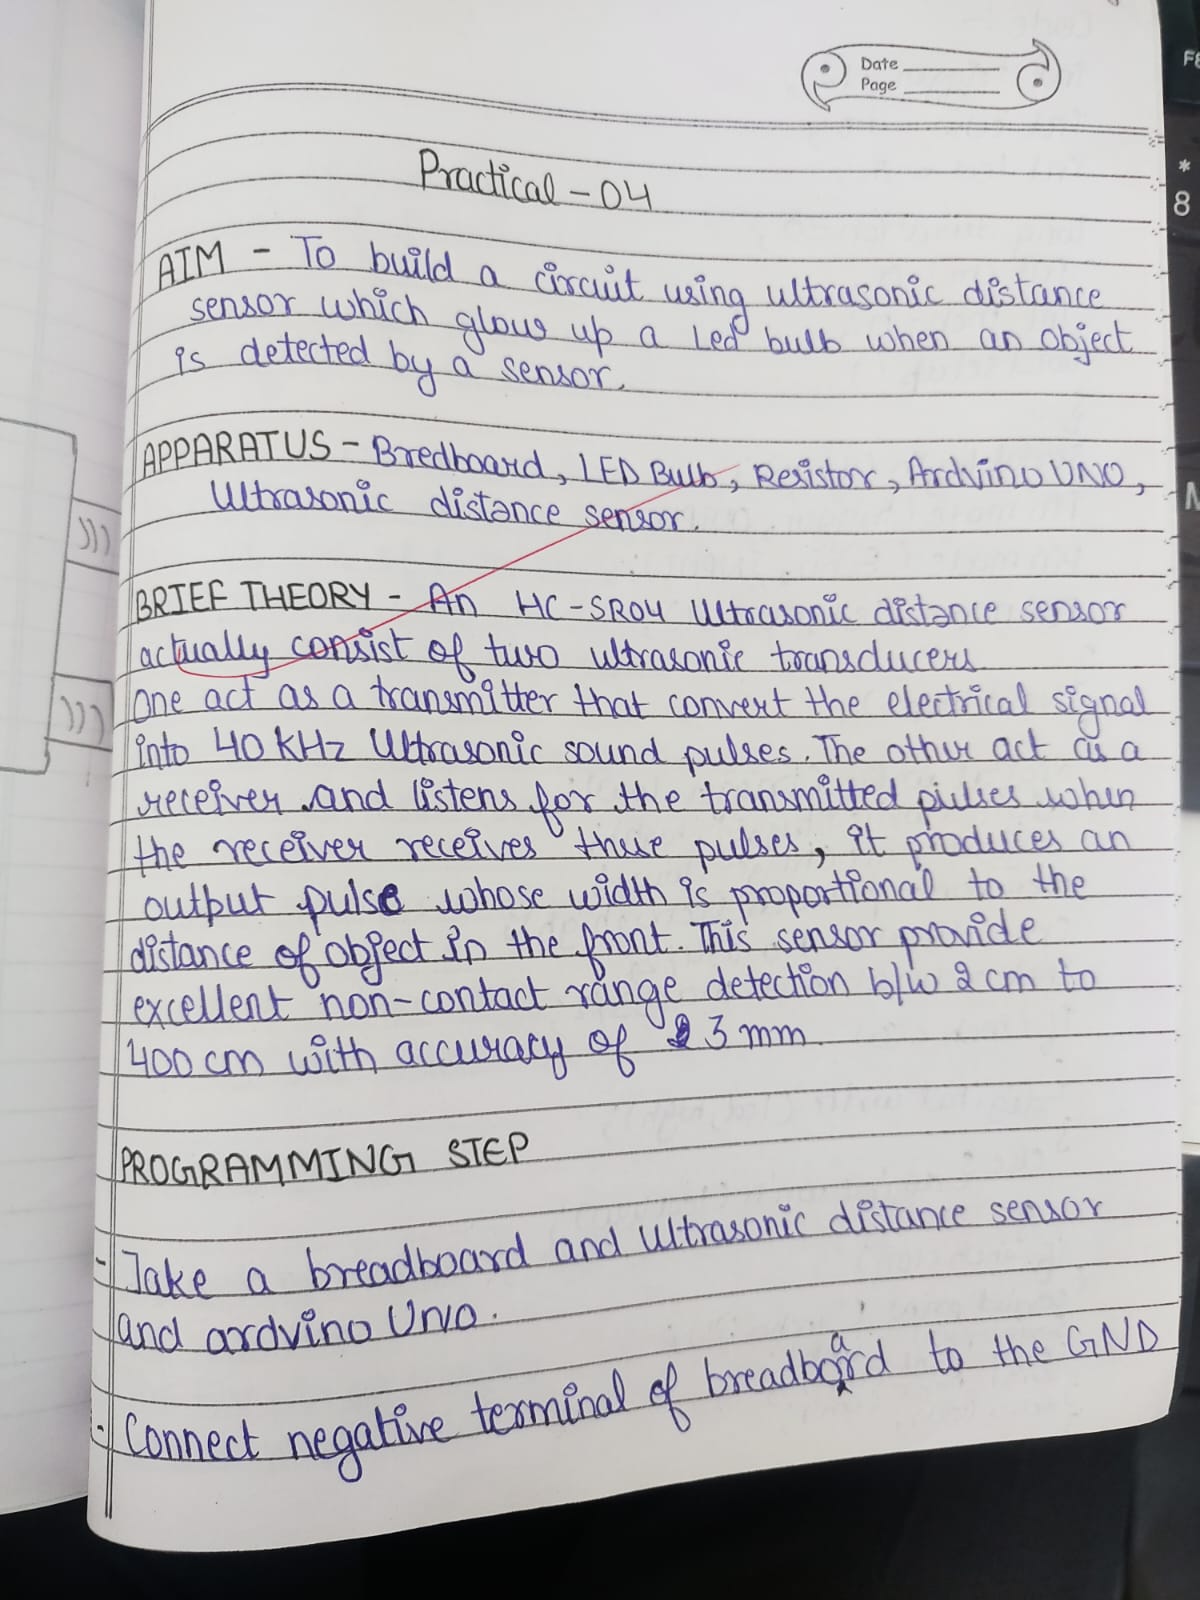 Date
Page
Practical - 04
AIM - To build a circuit using ultrasonic distance
sensor which glows up a Led bulb when an object
is detected by a sensor.
APPARATUS - Bredboard, LED Bulb, Resistor, Ardvino UNO,
Ultrasonic distance sensor.
BRIEF THEORY - An HC-SR04 Ultrasonic distance sensor
actually consist of two ultrasonic transducers
One act as a transmitter that convert the electrical signal
into 40 KHz Ultrasonic sound pulses. The other act as a
receiver and listens for the transmitted pulses when
the receiver receives these pulses, it produces an
output pulse whose width is proportional to the
distance of object in the front. This sensor provide
excellent non-contact range detection b/w 2 cm to
400 cm with accuracy of 3 mm
PROGRAMMING STEP
- Take a breadboard and ultrasonic distance sensor
and ardvino UNO.
- Connect negative terminal of breadboard to the GND
F8
*
8